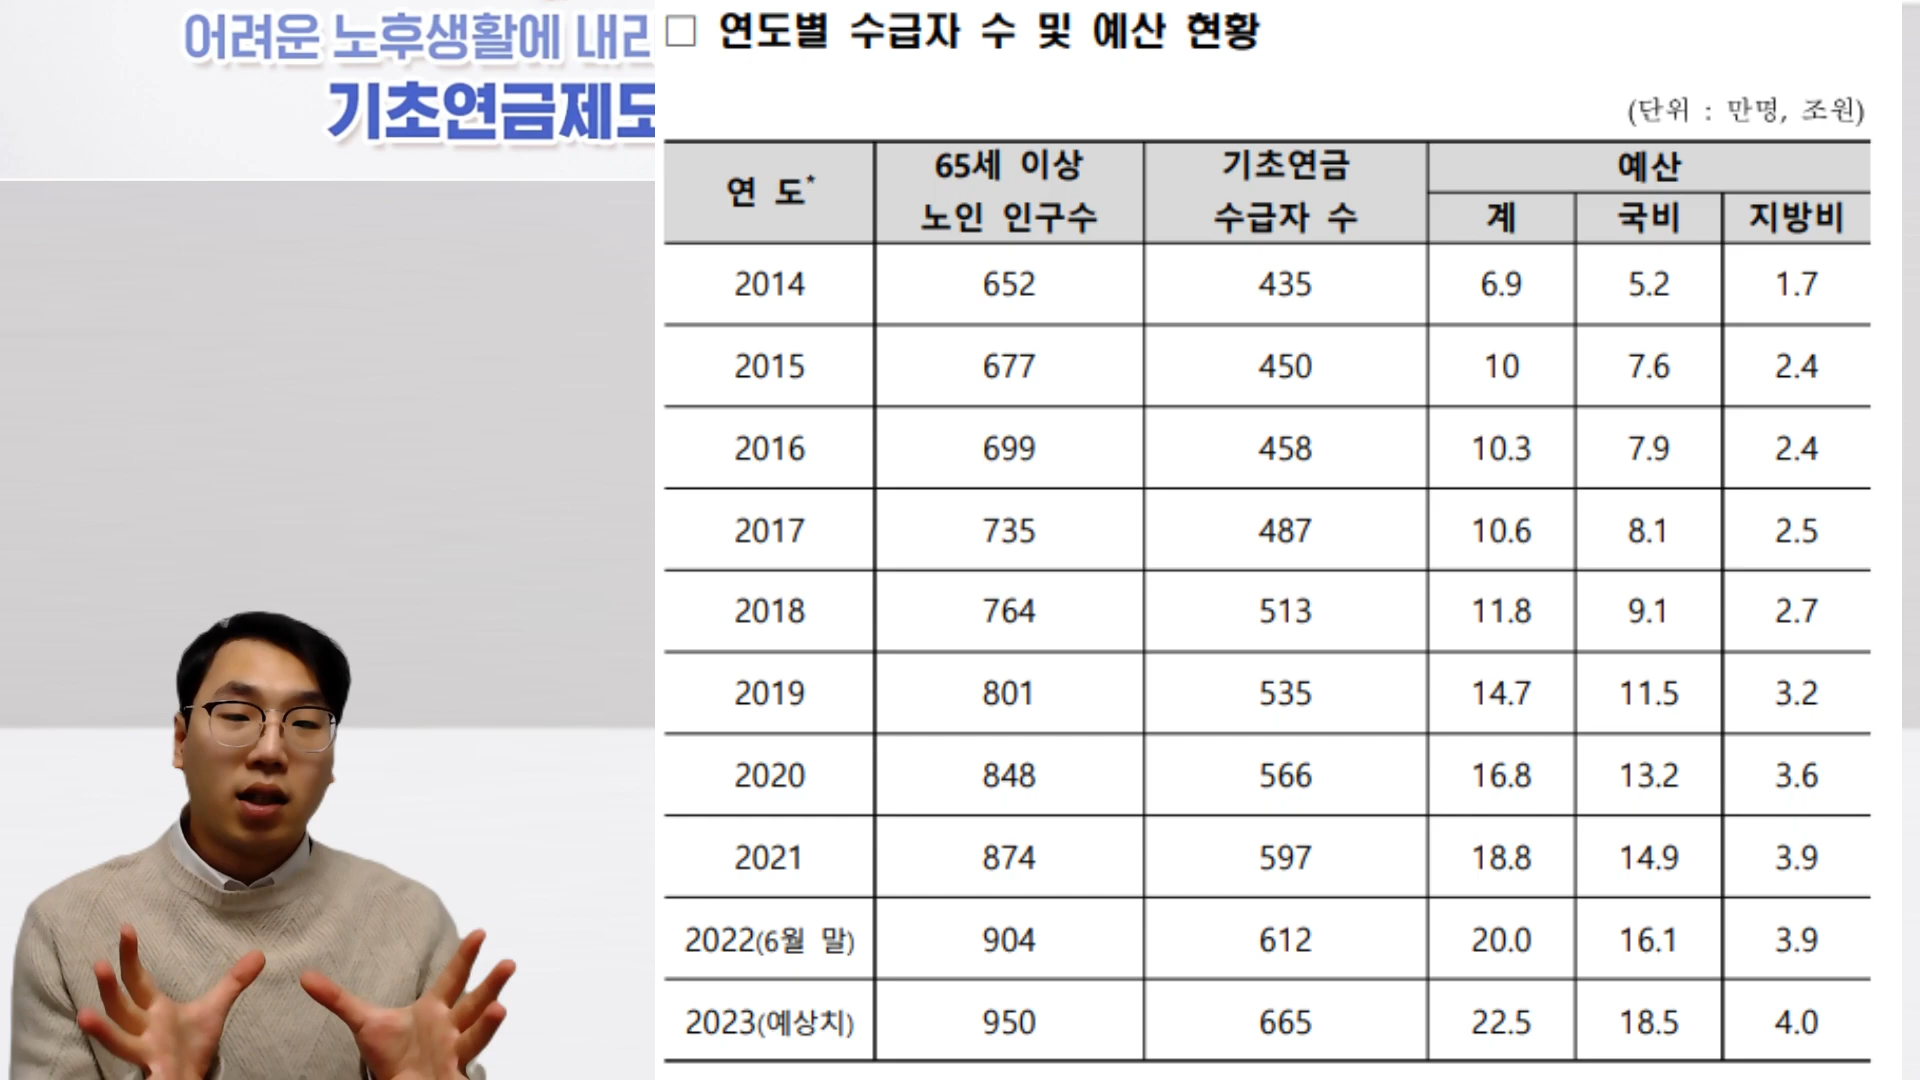 어려운 노후생활에 내
기초연금제도
□ 연도별 수급자 수 및 예산 현황
(단위 : 만명, 조원)
연 도* 65세 이상 노인 인구수 기초연금 수급자 수 예산
계 국비 지방비
2014 652 435 6.9 5.2 1.7
2015 677 450 10 7.6 2.4
2016 699 458 10.3 7.9 2.4
2017 735 487 10.6 8.1 2.5
2018 764 513 11.8 9.1 2.7
2019 801 535 14.7 11.5 3.2
2020 848 566 16.8 13.2 3.6
2021 874 597 18.8 14.9 3.9
2022(6월 말) 904 612 20.0 16.1 3.9
2023(예상치) 950 665 22.5 18.5 4.0